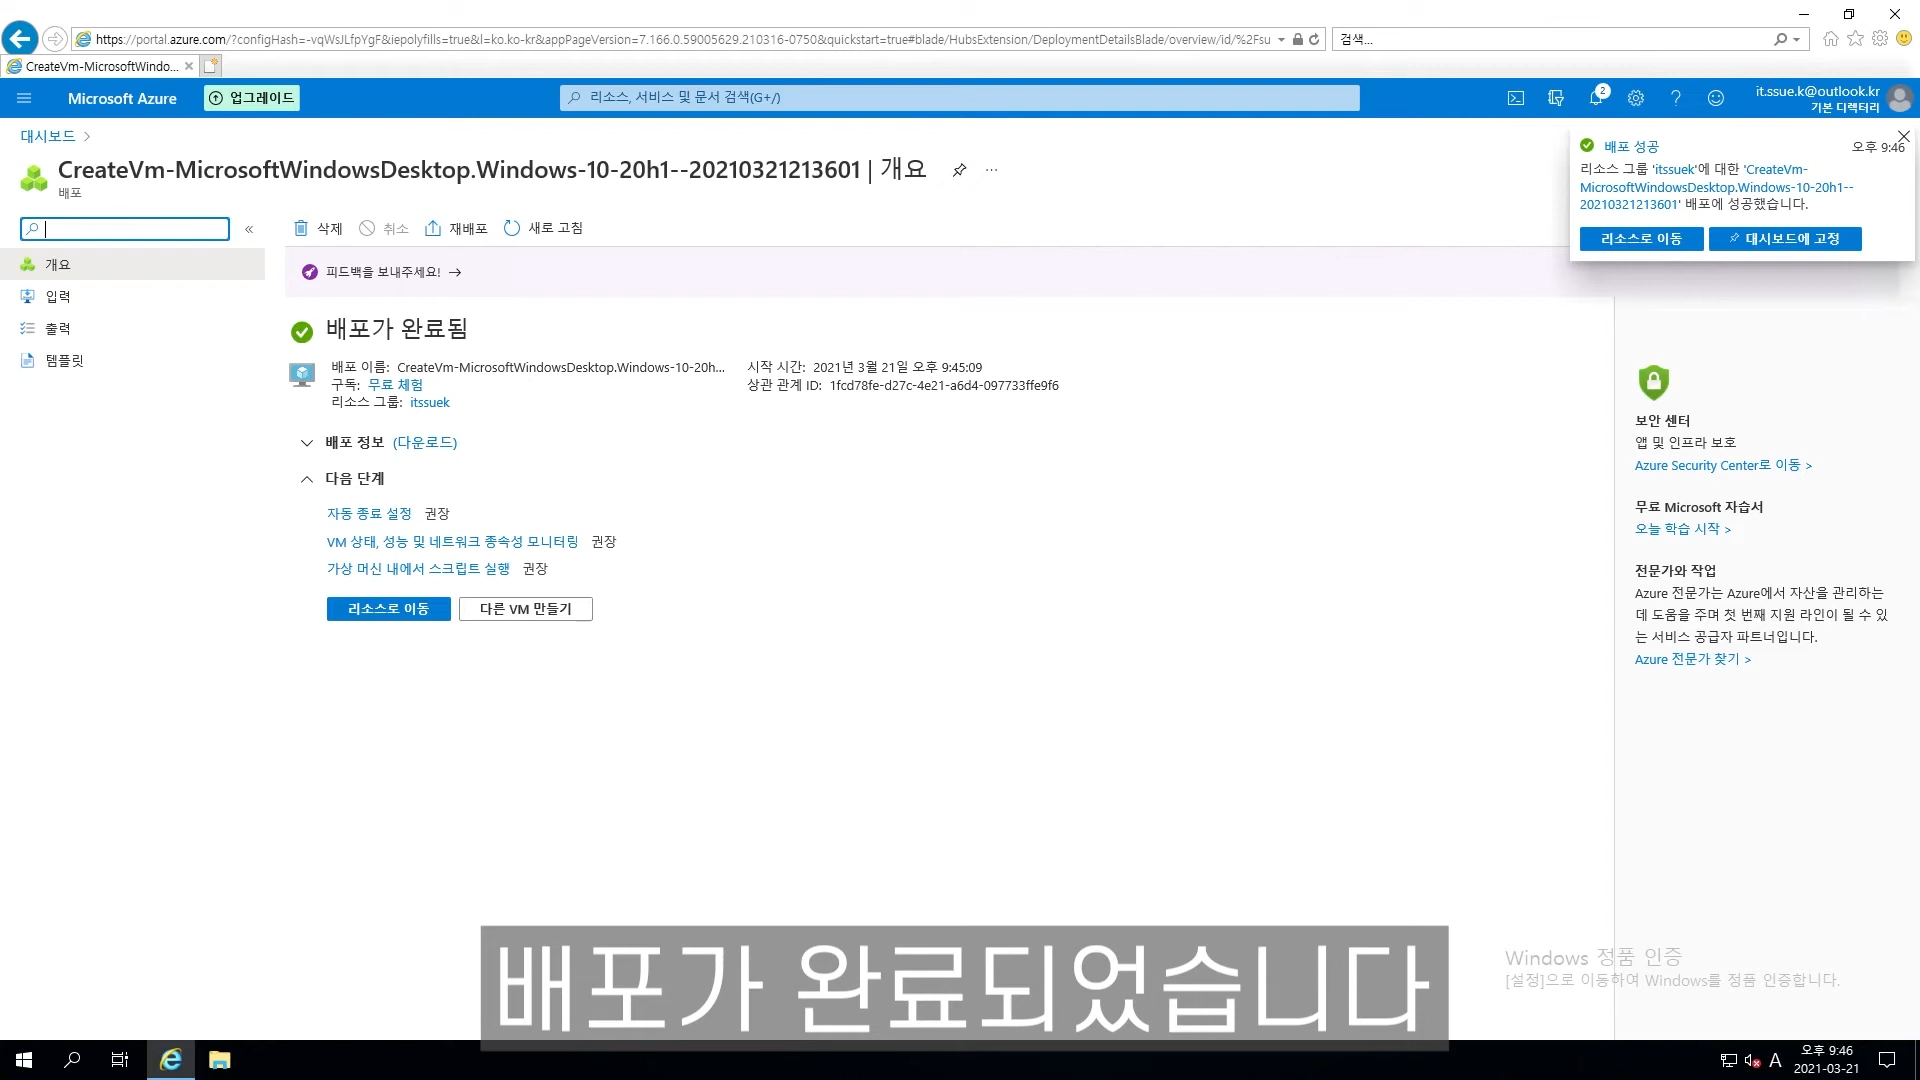 https://portal.azure.com/?configHash=-vqWsJLfpYgF&iepolyfills=true&l=ko.ko-kr&appPageVersion=7.166.0.59005629.210316-0750&quickstart=true#blade/HubsExtension/DeploymentDetailsBlade/overview/id/%2Fsu
검색...
CreateVm-MicrosoftWindo...
Microsoft Azure
업그레이드
리소스, 서비스 및 문서 검색(G+/)
2
it.ssue.k@outlook.kr
기본 디렉터리
대시보드
CreateVm-MicrosoftWindowsDesktop.Windows-10-20h1--20210321213601 | 개요
배포
배포 성공
오후 9:46
리소스 그룹 'itssuek'에 대한 'CreateVm-
MicrosoftWindowsDesktop.Windows-10-20h1--
20210321213601' 배포에 성공했습니다.
리소스로 이동
대시보드에 고정
삭제
취소
재배포
새로 고침
개요
입력
출력
템플릿
피드백을 보내주세요! →
배포가 완료됨
배포 이름: CreateVm-MicrosoftWindowsDesktop.Windows-10-20h...
구독: 무료 체험
리소스 그룹: itssuek
시작 시간: 2021년 3월 21일 오후 9:45:09
상관 관계 ID: 1fcd78fe-d27c-4e21-a6d4-097733ffe9f6
배포 정보 (다운로드)
다음 단계
자동 종료 설정 권장
VM 상태, 성능 및 네트워크 종속성 모니터링 권장
가상 머신 내에서 스크립트 실행 권장
리소스로 이동
다른 VM 만들기
보안 센터
앱 및 인프라 보호
Azure Security Center로 이동 >
무료 Microsoft 자습서
오늘 학습 시작 >
전문가와 작업
Azure 전문가는 Azure에서 자산을 관리하는
데 도움을 주며 첫 번째 지원 라인이 될 수 있
는 서비스 공급자 파트너입니다.
Azure 전문가 찾기 >
배포가 완료되었습니다
Windows 정품 인증
[설정]으로 이동하여 Windows를 정품 인증합니다.
A
오후 9:46
2021-03-21